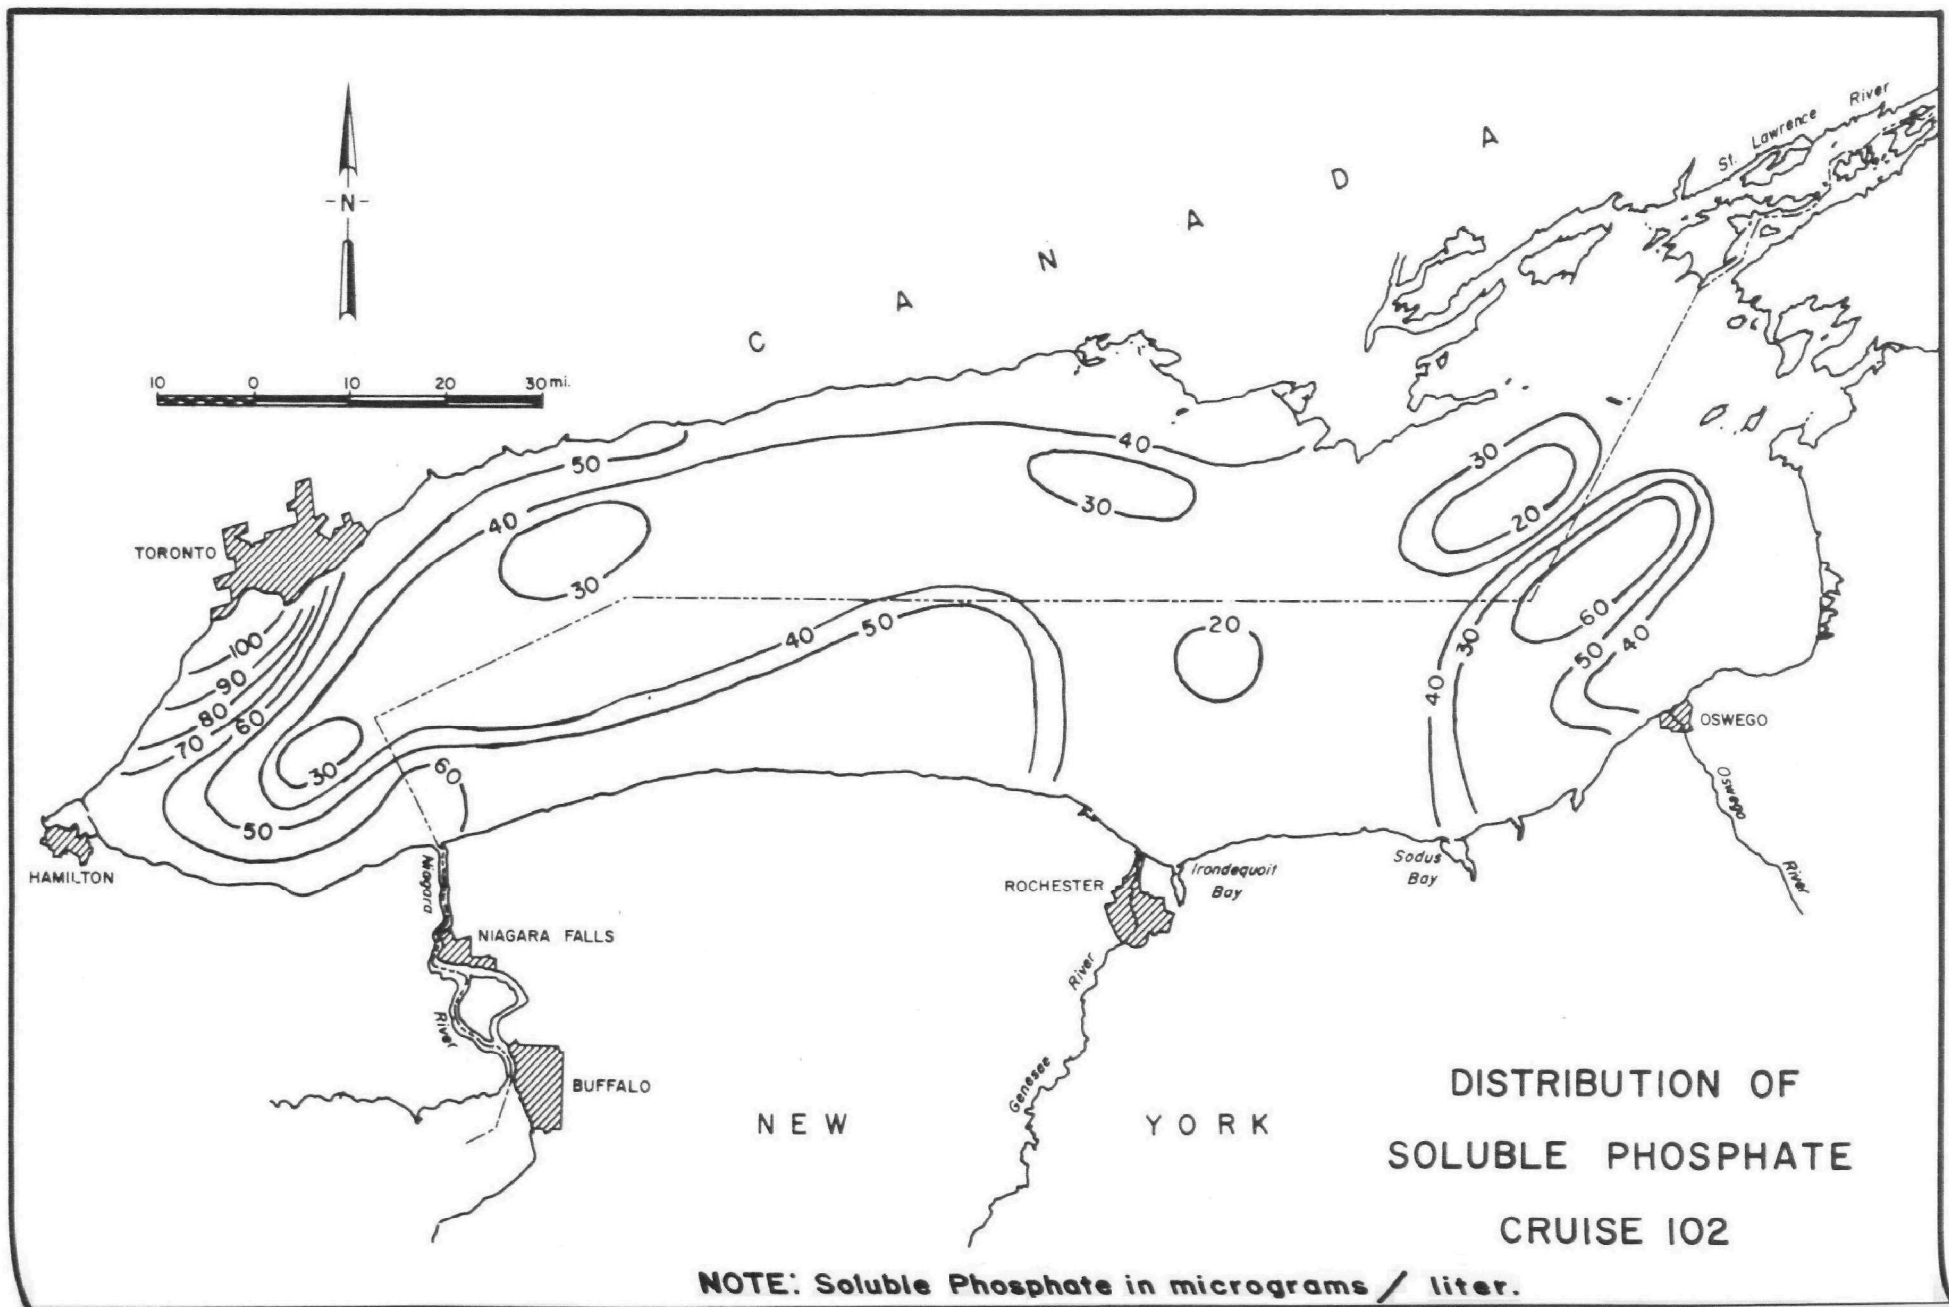 St. Lawrence River
C A N A D A
N
10 0 10 20 30 mi.
40
50
30
40
30
20
TORONTO
30
20
60
100
40
50
30
50
40
90
40
80
60
70
30
60
50
OSWEGO
HAMILTON
Niagara
ROCHESTER
Irondequoit
Bay
Sodus
Bay
Oswego
River
NIAGARA FALLS
River
River
Genesee
BUFFALO
NEW YORK
DISTRIBUTION OF
SOLUBLE PHOSPHATE
CRUISE 102
NOTE: Soluble Phosphate in micrograms / liter.